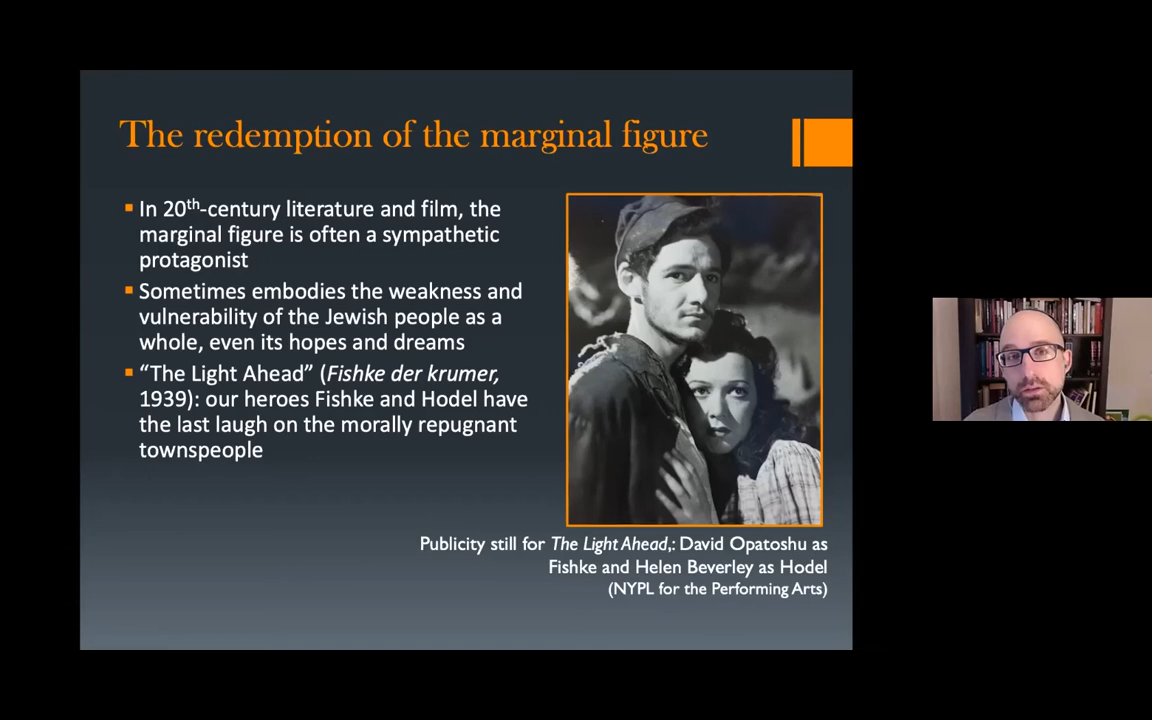 The redemption of the marginal figure
▪ In 20th-century literature and film, the
marginal figure is often a sympathetic
protagonist
▪ Sometimes embodies the weakness and
vulnerability of the Jewish people as a
whole, even its hopes and dreams
▪ “The Light Ahead” (Fishke der krumer,
1939): our heroes Fishke and Hodel have
the last laugh on the morally repugnant
townspeople
Publicity still for The Light Ahead,: David Opatoshu as
Fishke and Helen Beverley as Hodel
(NYPL for the Performing Arts)